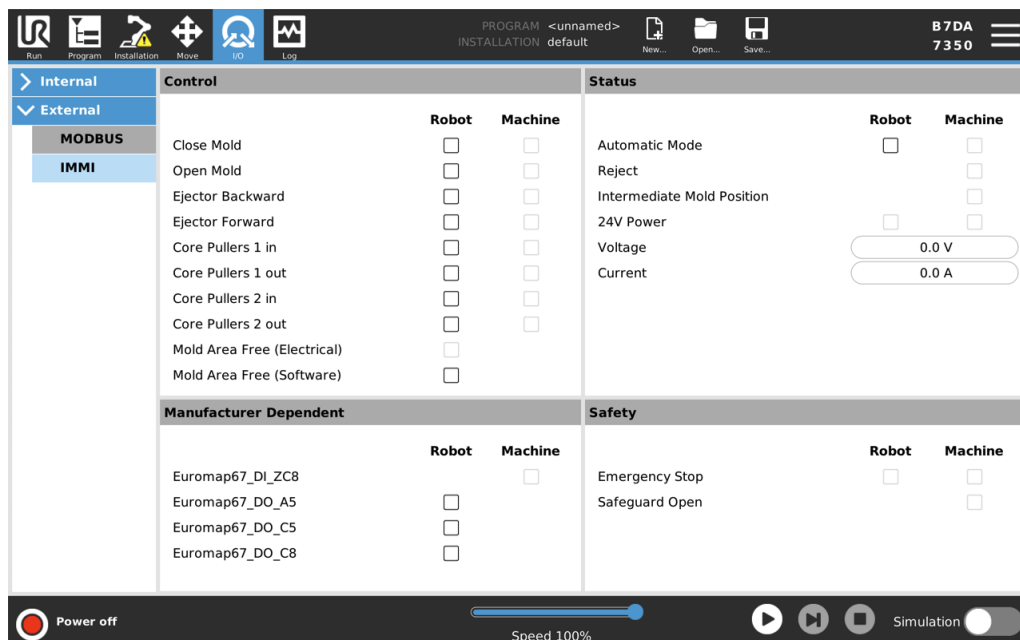 PROGRAM <unnamed>
INSTALLATION default
B7DA
7350
UR
Run
Program
Installation
Move
I/O
Log
New...
Open...
Save...
Internal
External
MODBUS
IMMI
Control
Robot Machine
Close Mold
Open Mold
Ejector Backward
Ejector Forward
Core Pullers 1 in
Core Pullers 1 out
Core Pullers 2 in
Core Pullers 2 out
Mold Area Free (Electrical)
Mold Area Free (Software)
Status
Robot Machine
Automatic Mode
Reject
Intermediate Mold Position
24V Power
Voltage 0.0 V
Current 0.0 A
Manufacturer Dependent
Robot Machine
Euromap67_DI_ZC8
Euromap67_DO_A5
Euromap67_DO_C5
Euromap67_DO_C8
Safety
Robot Machine
Emergency Stop
Safeguard Open
Power off
Speed 100%
Simulation